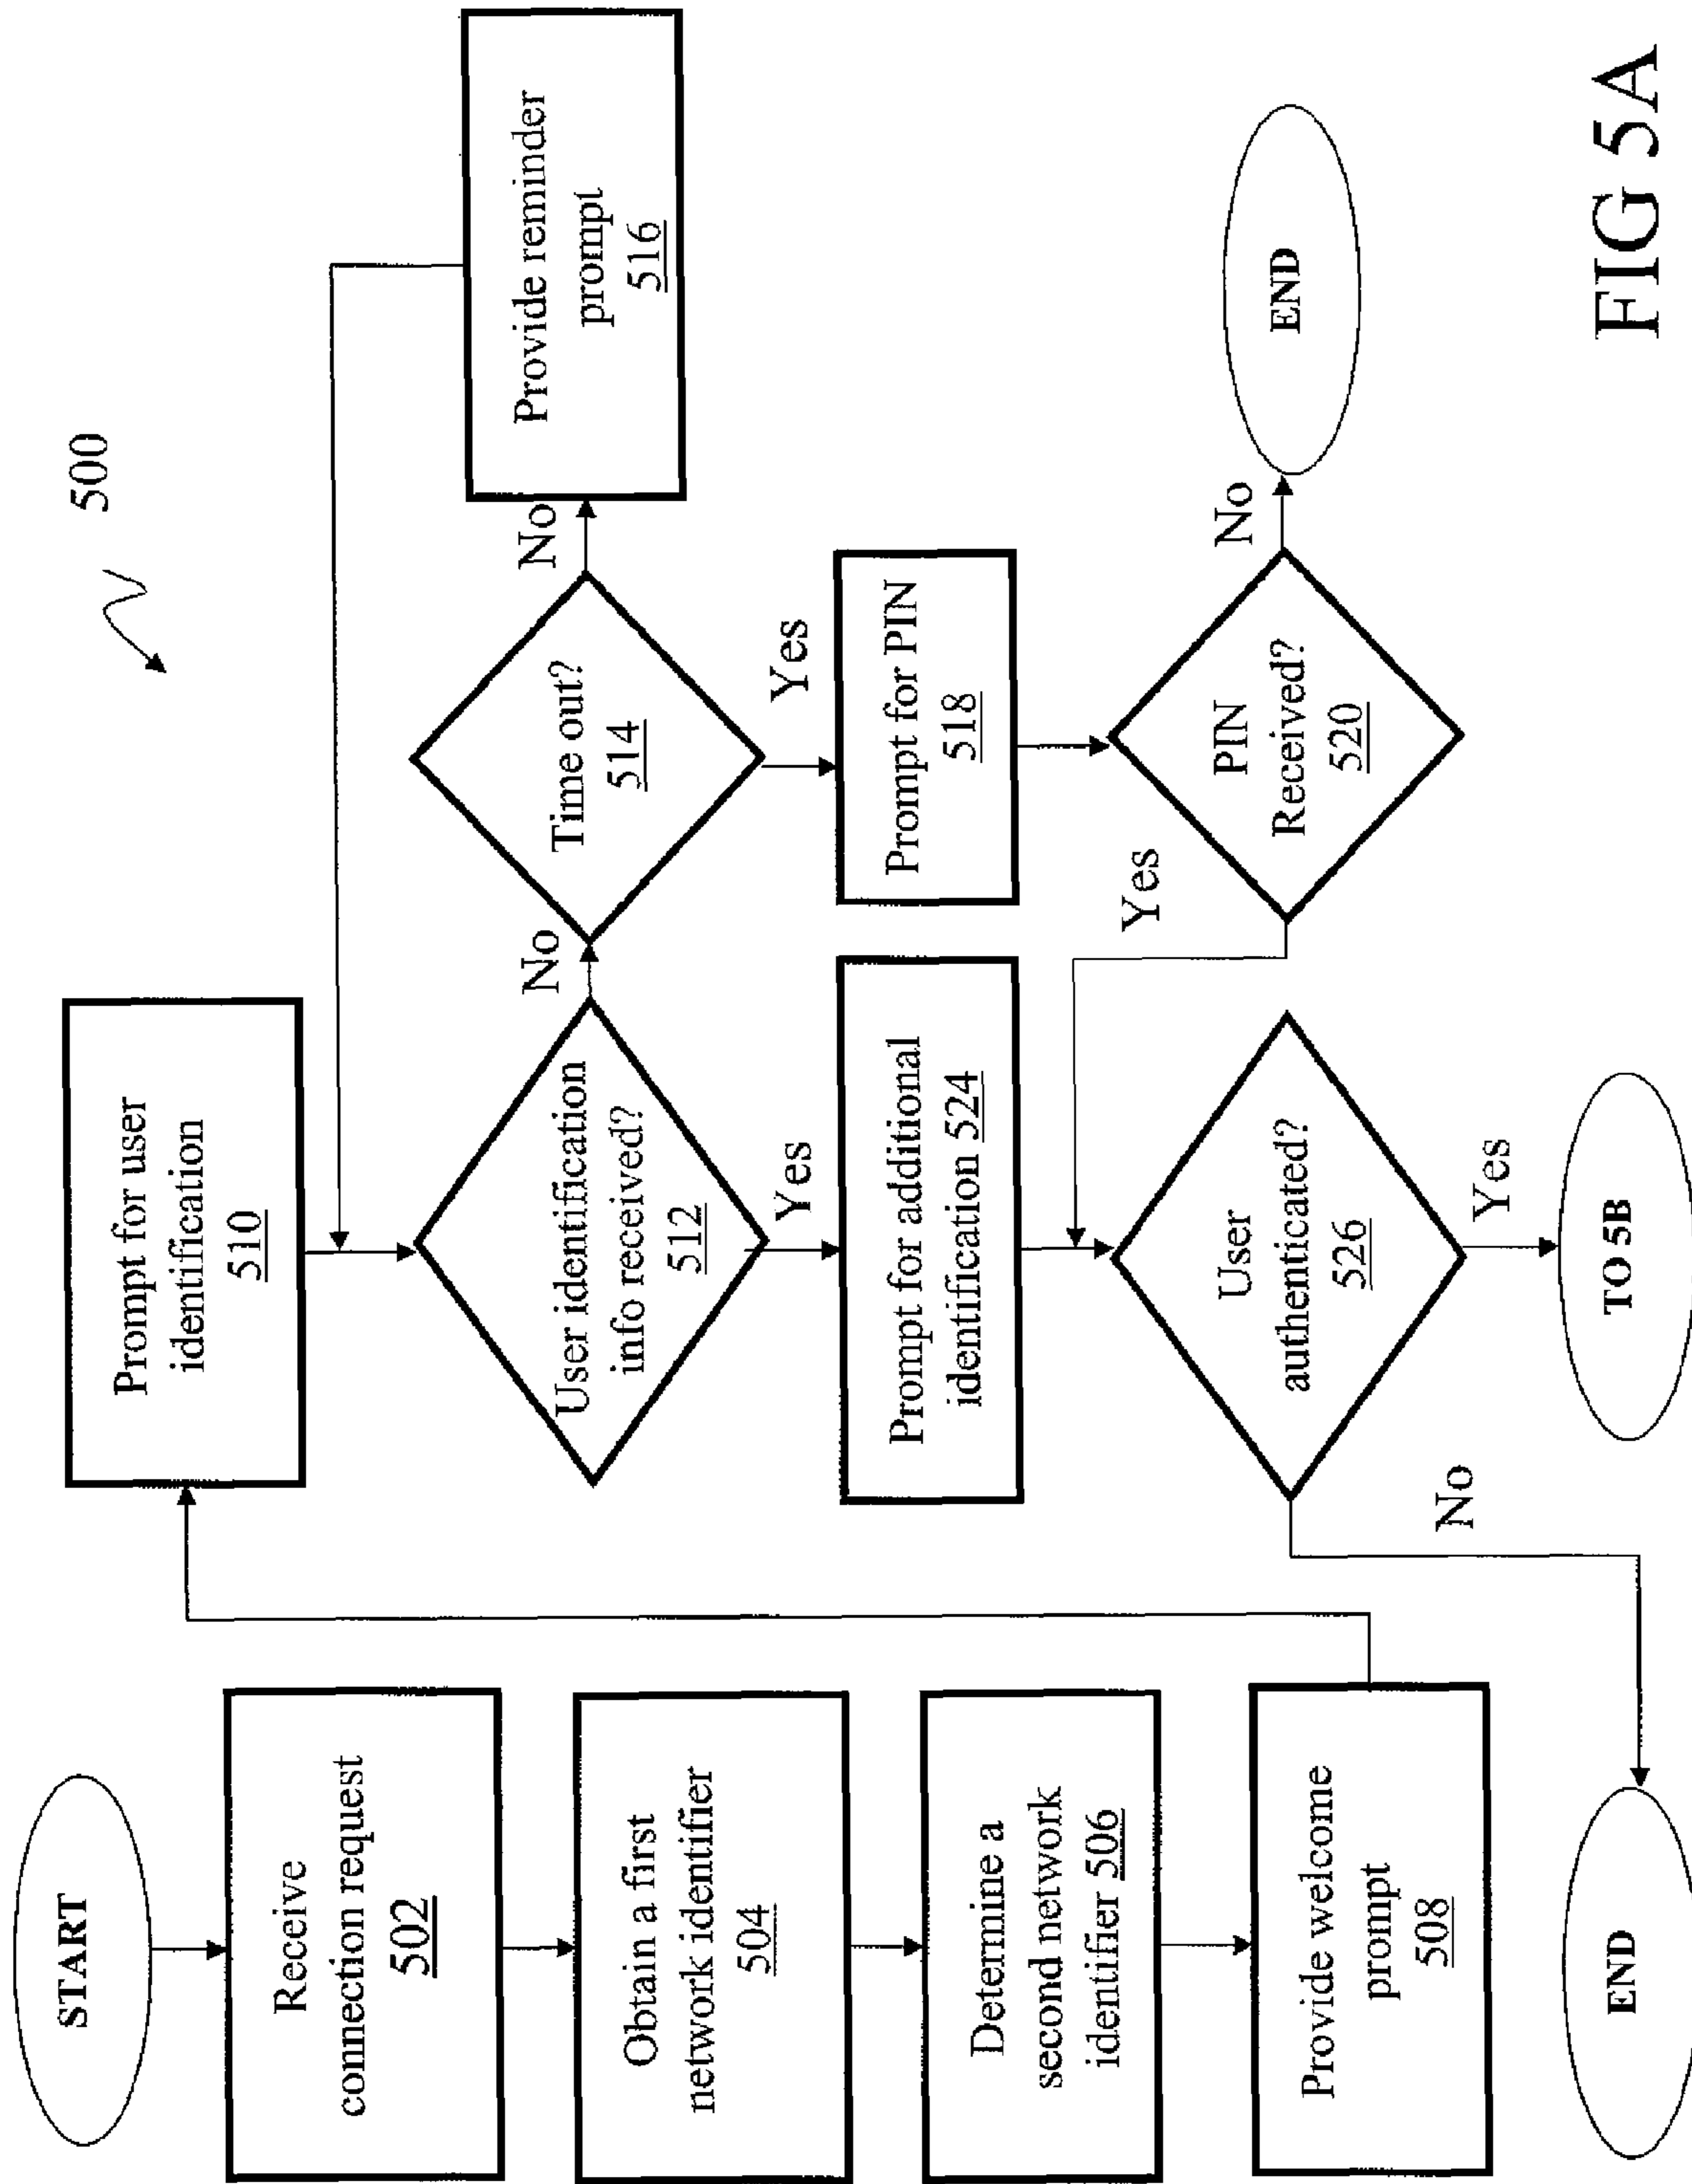 500
START
Receive
connection request
502
Obtain a first
network identifier
504
Determine a
second network
identifier 506
Provide welcome
prompt
508
END
Prompt for user
identification
510
User identification
info received?
512
No
Yes
Time out?
514
No
Yes
Provide reminder
prompt
516
Prompt for additional
identification 524
Prompt for PIN
518
User
authenticated?
526
No
Yes
PIN
Received?
520
Yes
No
END
TO 5B
FIG 5A